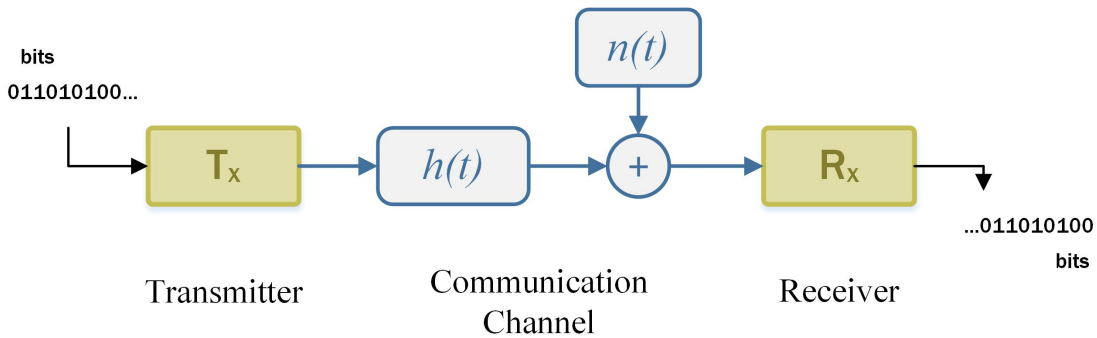 bits
011010100...
n(t)
Tx
h(t)
+
Rx
...011010100
bits
Transmitter
Communication
Channel
Receiver